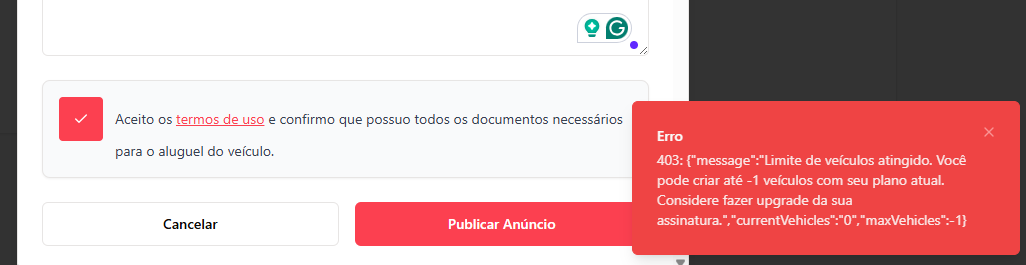 Aceito os termos de uso e confirmo que possuo todos os documentos necessários
para o aluguel do veículo.
Cancelar
Publicar Anúncio
Erro
403: {"message":"Limite de veículos atingido. Você
pode criar até -1 veículos com seu plano atual.
Considere fazer upgrade da sua
assinatura.","currentVehicles":"0","maxVehicles":-1}